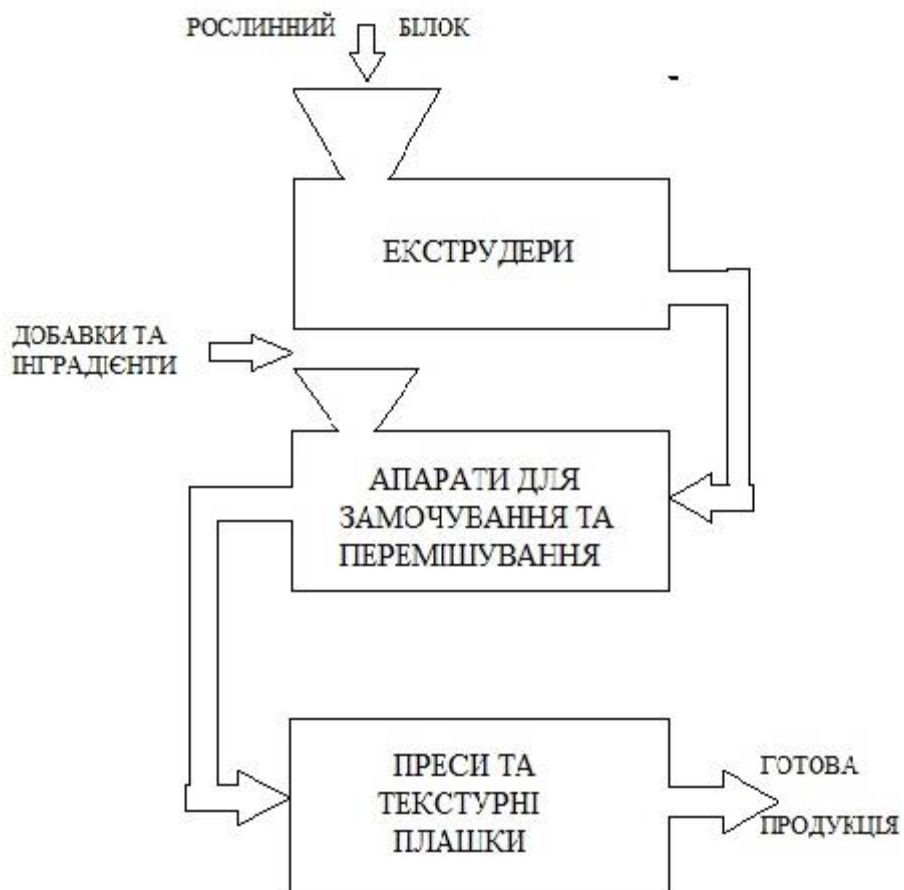 РОСЛИННИЙ БІЛОК
ЕКСТРУДЕРИ
ДОБАВКИ ТА
ІНГРАДІЄНТИ
АПАРАТИ ДЛЯ
ЗАМОЧУВАННЯ ТА
ПЕРЕМІШУВАННЯ
ПРЕСИ ТА
ТЕКСТУРНІ
ПЛАШКИ
ГОТОВА
ПРОДУКЦІЯ